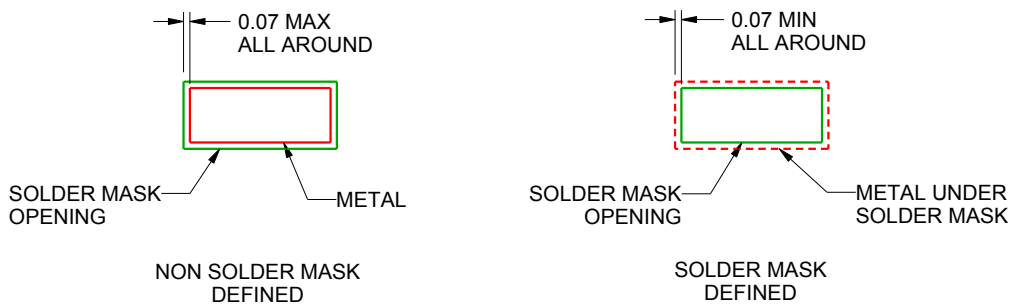 0.07 MAX
ALL AROUND
SOLDER MASK
OPENING
METAL
NON SOLDER MASK
DEFINED
0.07 MIN
ALL AROUND
SOLDER MASK
OPENING
METAL UNDER
SOLDER MASK
SOLDER MASK
DEFINED